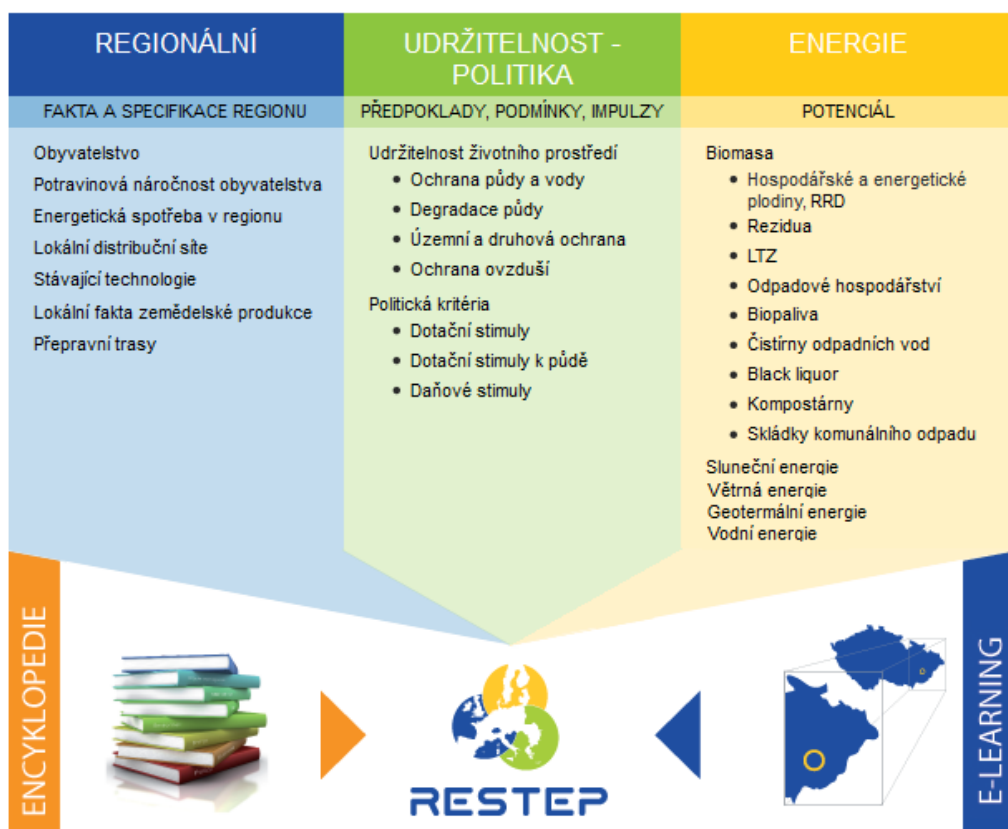 REGIONÁLNÍ
FAKTA A SPECIFIKACE REGIONU
Obyvatelstvo
Potravinová náročnost obyvatelstva
Energetická spotřeba v regionu
Lokální distribuční síte
Stávající technologie
Lokální fakta zemědelské produkce
Přepravní trasy
UDRŽITELNOST -
POLITIKA
PŘEDPOKLADY, PODMÍNKY, IMPULZY
Udržitelnost životního prostředí
• Ochrana půdy a vody
• Degradace půdy
• Územní a druhová ochrana
• Ochrana ovzduší
Politická kritéria
• Dotační stimuly
• Dotační stimuly k půdě
• Daňové stimuly
ENERGIE
POTENCIÁL
Biomasa
• Hospodářské a energetické
plodiny, RRD
• Rezidua
• LTZ
• Odpadové hospodářství
• Biopaliva
• Čistírny odpadních vod
• Black liquor
• Kompostárny
• Skládky komunálního odpadu
Sluneční energie
Větrná energie
Geotermální energie
Vodní energie
ENCYKLOPEDIE
RESTEP
E-LEARNING